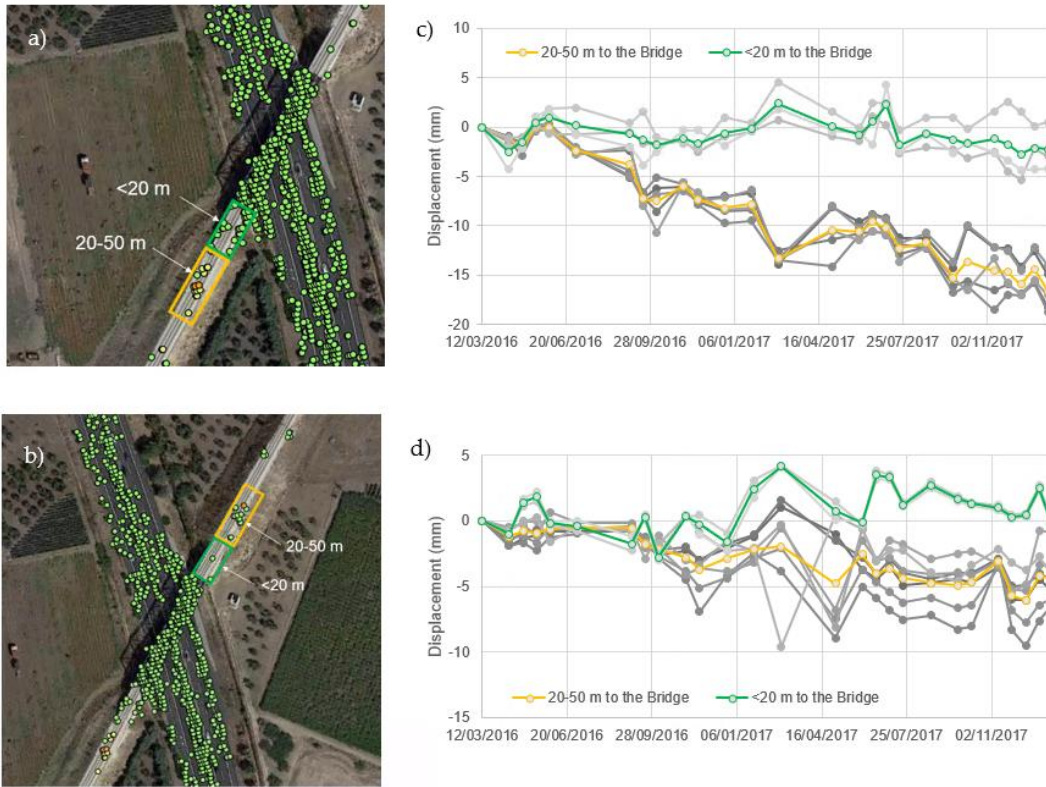 a)
<20 m
20-50 m
c)
20-50 m to the Bridge
<20 m to the Bridge
Displacement (mm)
10
5
0
-5
-10
-15
-20
12/03/2016 20/06/2016 28/09/2016 06/01/2017 16/04/2017 25/07/2017 02/11/2017
b)
20-50 m
<20 m
d)
Displacement (mm)
5
0
-5
-10
-15
20-50 m to the Bridge
<20 m to the Bridge
12/03/2016 20/06/2016 28/09/2016 06/01/2017 16/04/2017 25/07/2017 02/11/2017